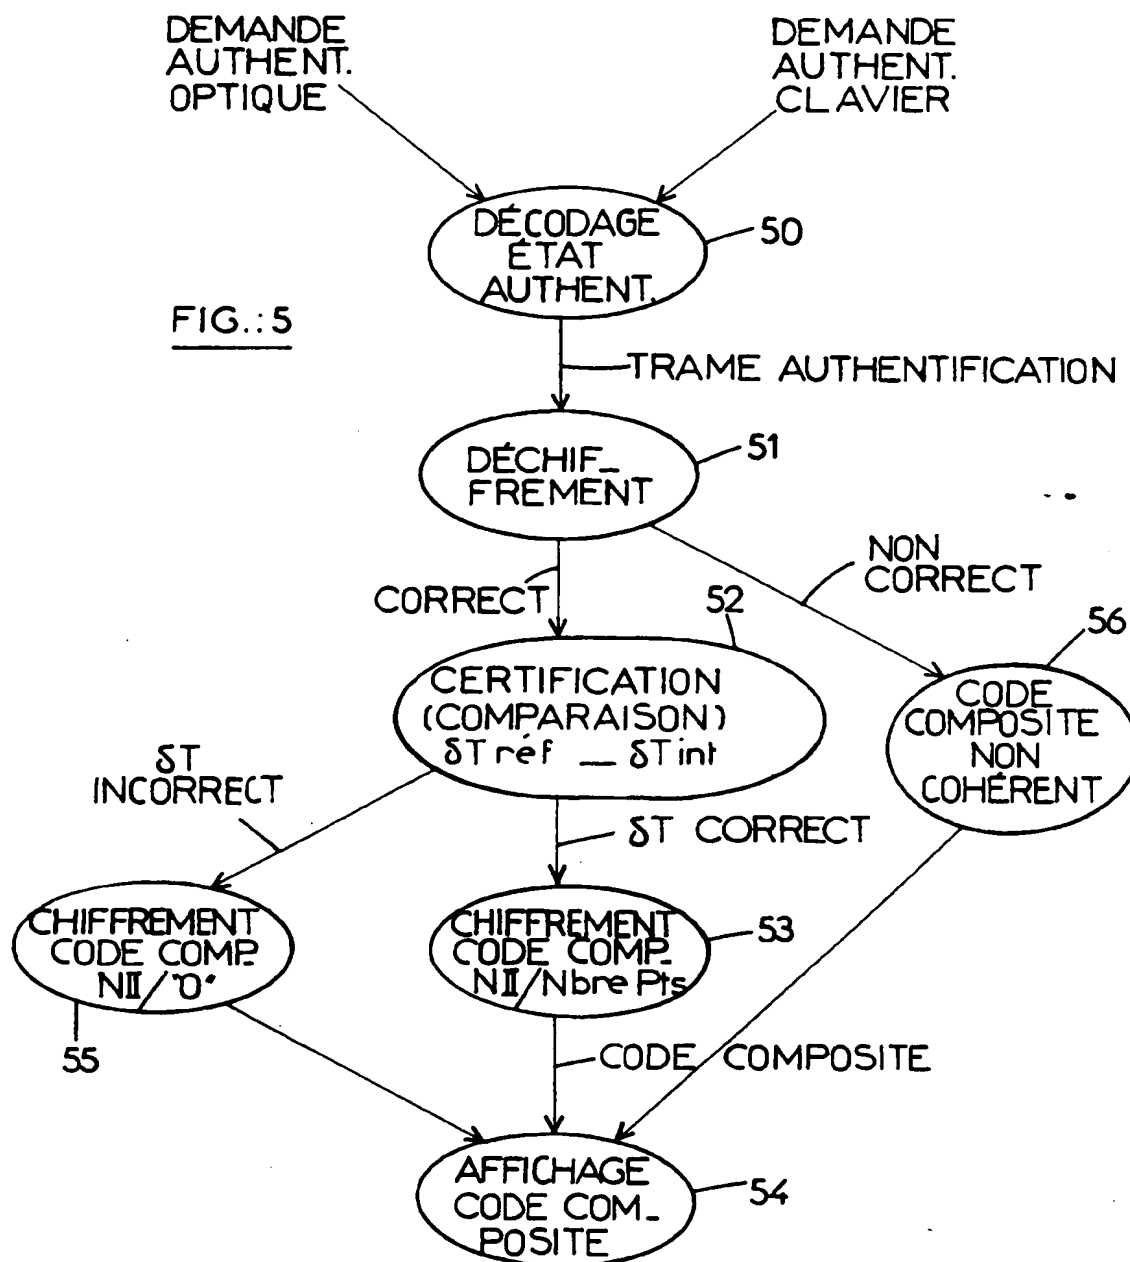 DEMANDE
AUTHENT.
OPTIQUE
DEMANDE
AUTHENT.
CLAVIER
DÉCODAGE
ÉTAT
AUTHENT.
50
FIG.:5
TRAME AUTHENTIFICATION
DÉCHIF_
FREMENT
51
CORRECT
NON
CORRECT
52
CERTIFICATION
(COMPARAISON)
δT réf _ δT int
56
CODE
COMPOSITE
NON
COHÉRENT
δT
INCORRECT
δT CORRECT
CHIFFREMENT
CODE COMP.
NII/"0"
55
CHIFFREMENT
CODE COMP_
NII/Nbre Pts
53
CODE COMPOSITE
AFFICHAGE
CODE COM_
POSITE
54